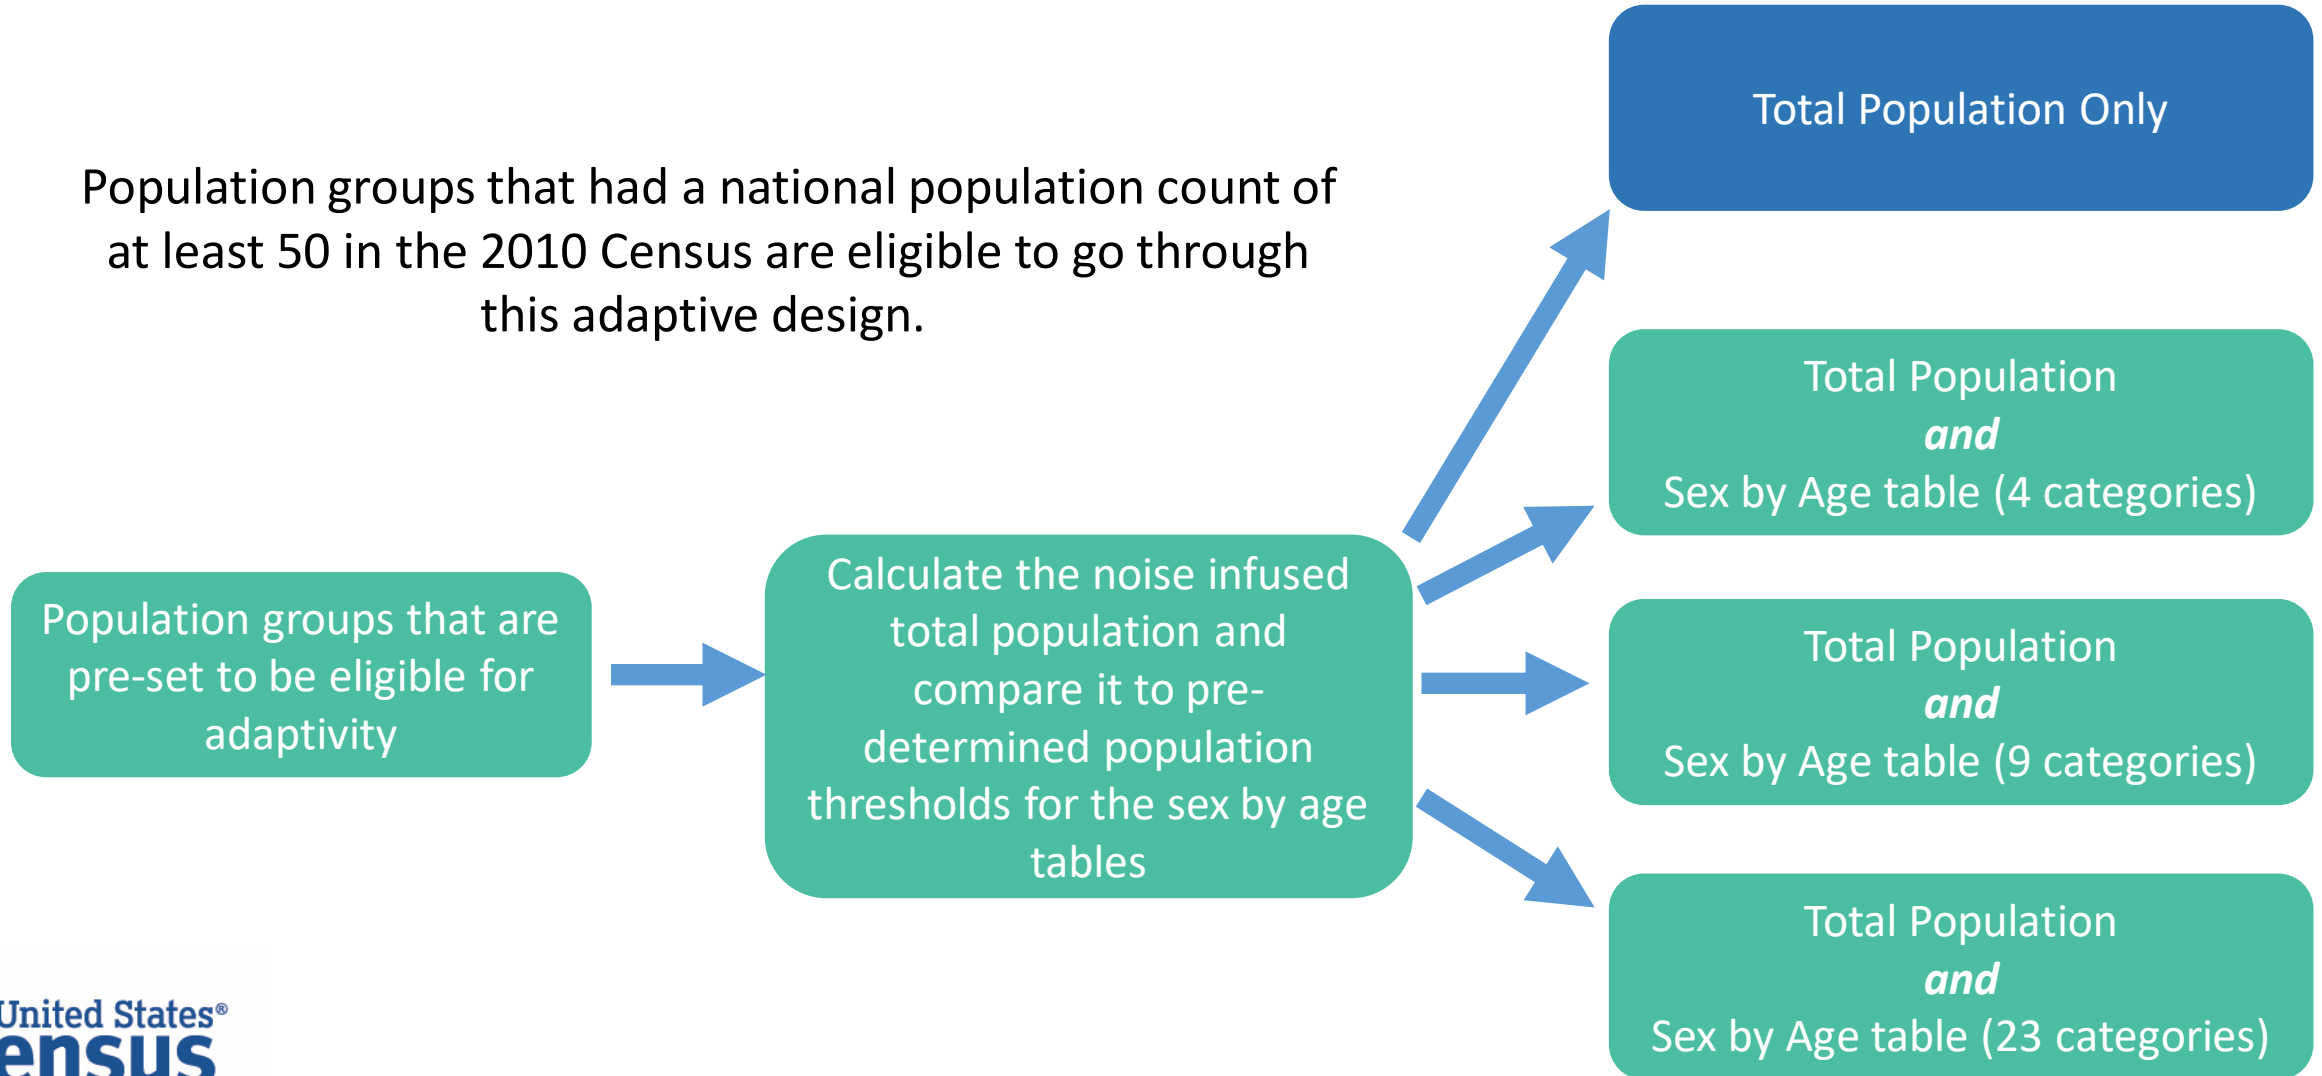 Total Population Only
Population groups that had a national population count of
at least 50 in the 2010 Census are eligible to go through
this adaptive design.
Total Population
and
Sex by Age table (4 categories)
Population groups that are
pre-set to be eligible for
adaptivity
Calculate the noise infused
total population and
compare it to pre-
determined population
thresholds for the sex by age
tables
Total Population
and
Sex by Age table (9 categories)
Total Population
and
Sex by Age table (23 categories)
United States®
ensus